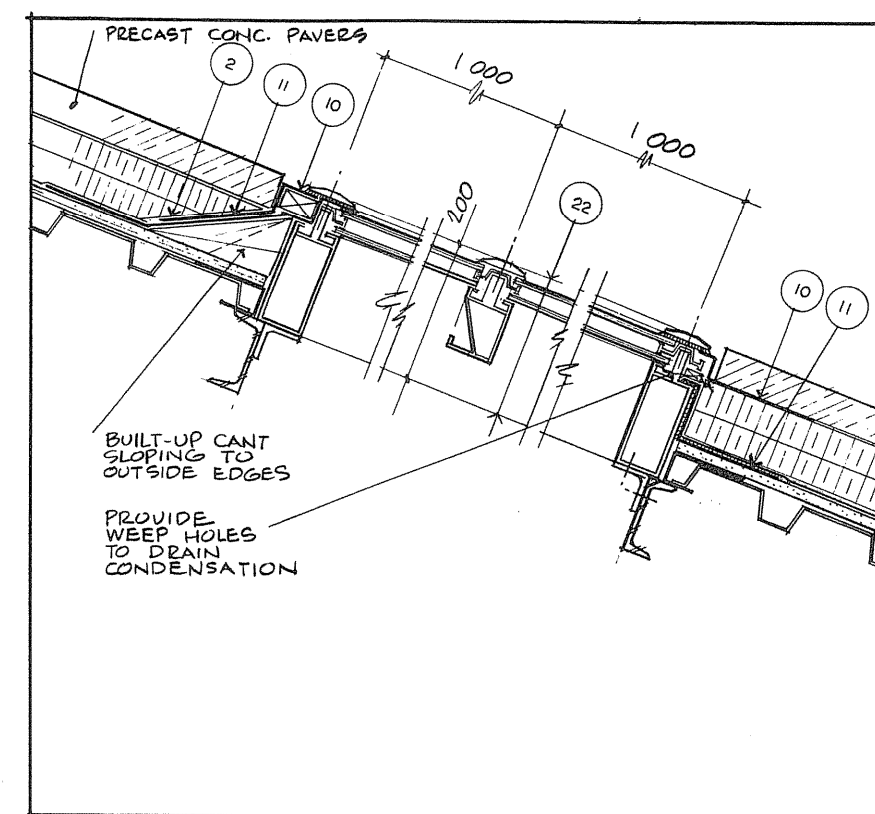 PRECAST CONC. PAVERS
2
11
10
1 000
1 000
200
22
10
11
BUILT-UP CANT
SLOPING TO
OUTSIDE EDGES
PROVIDE
WEEP HOLES
TO DRAIN
CONDENSATION